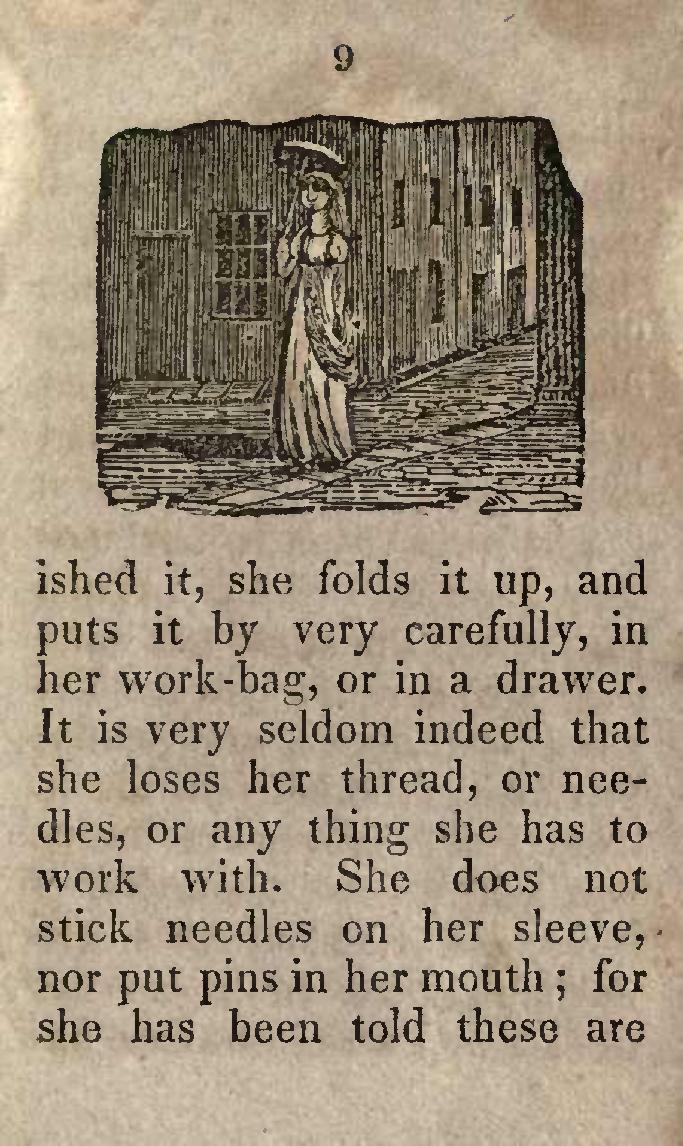 9
ished it, she folds it up, and
puts it by very carefully, in
her work-bag, or in a drawer.
It is very seldom indeed that
she loses her thread, or nee-
dles, or any thing she has to
work with. She does not
stick needles on her sleeve,
nor put pins in her mouth ; for
she has been told these are